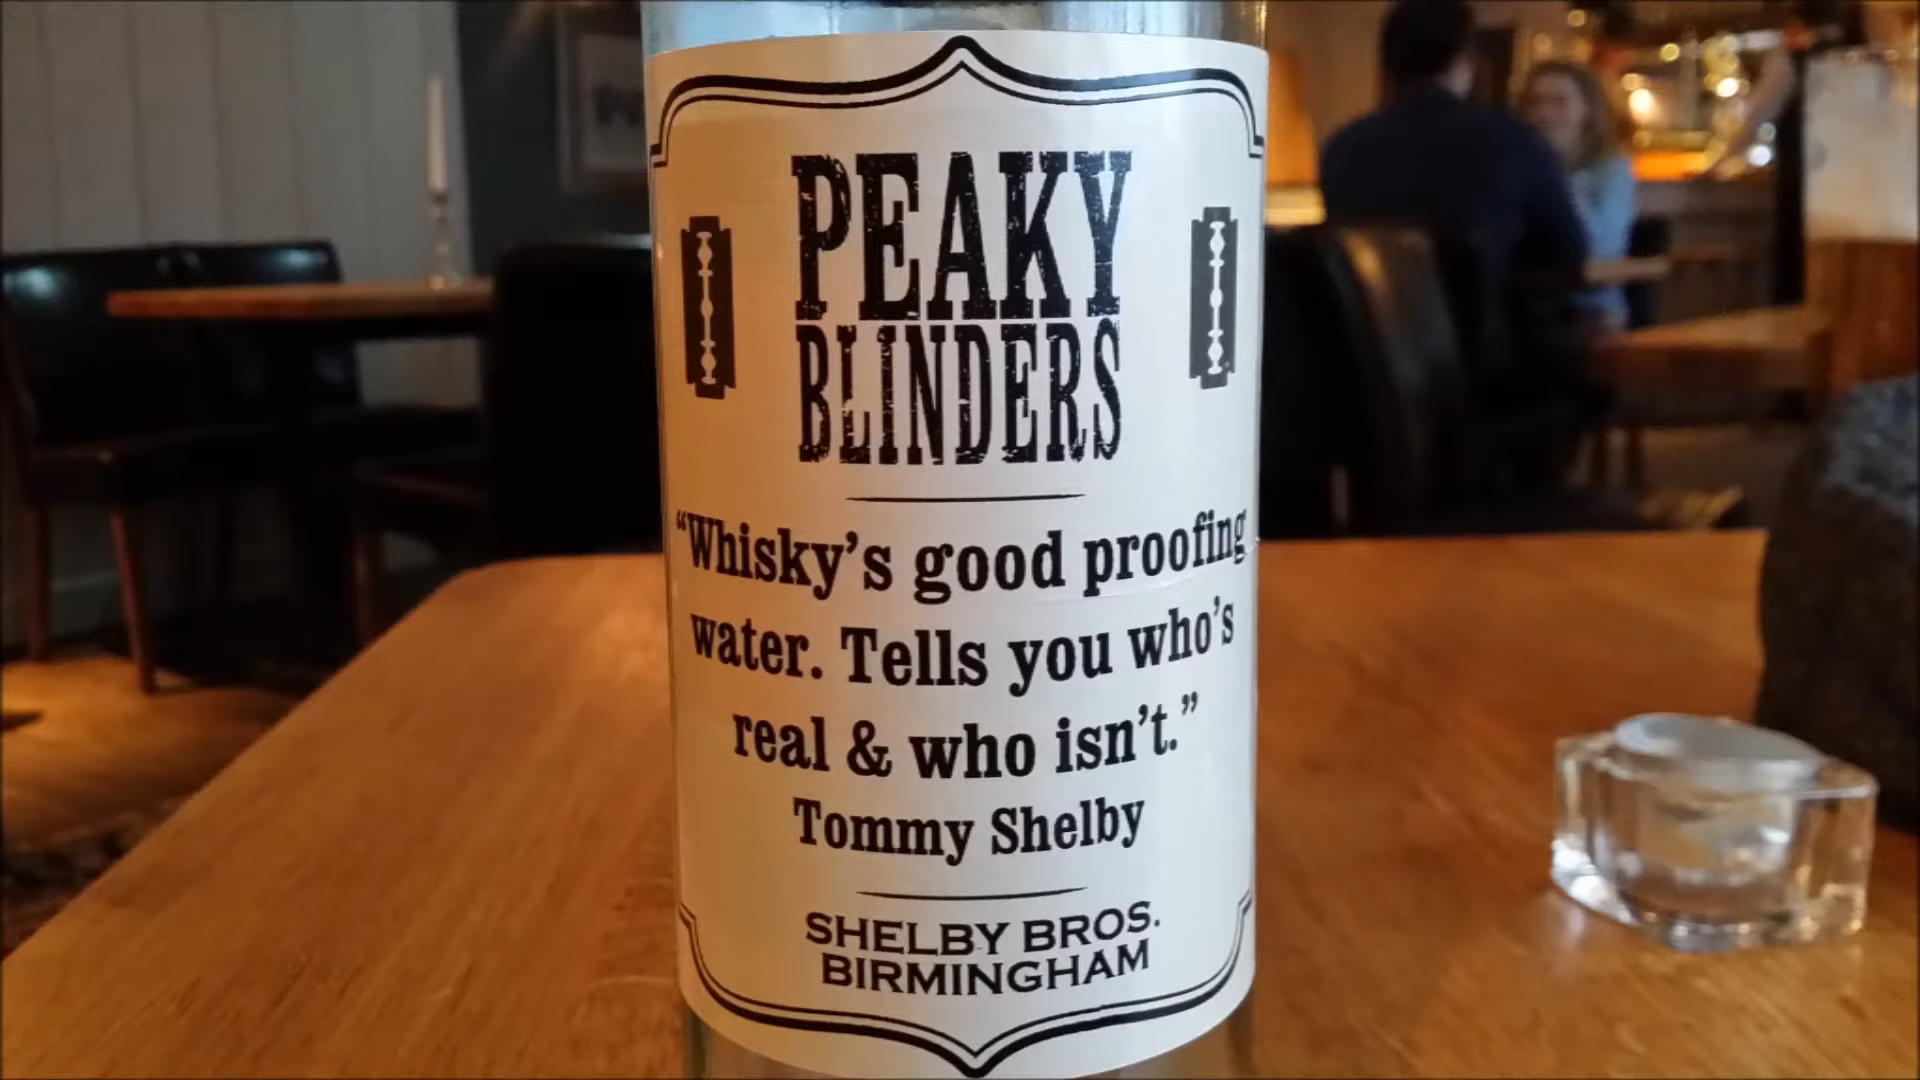 PEAKY
BLINDERS
“Whisky’s good proofing
water. Tells you who’s
real & who isn’t.”
Tommy Shelby
SHELBY BROS.
BIRMINGHAM